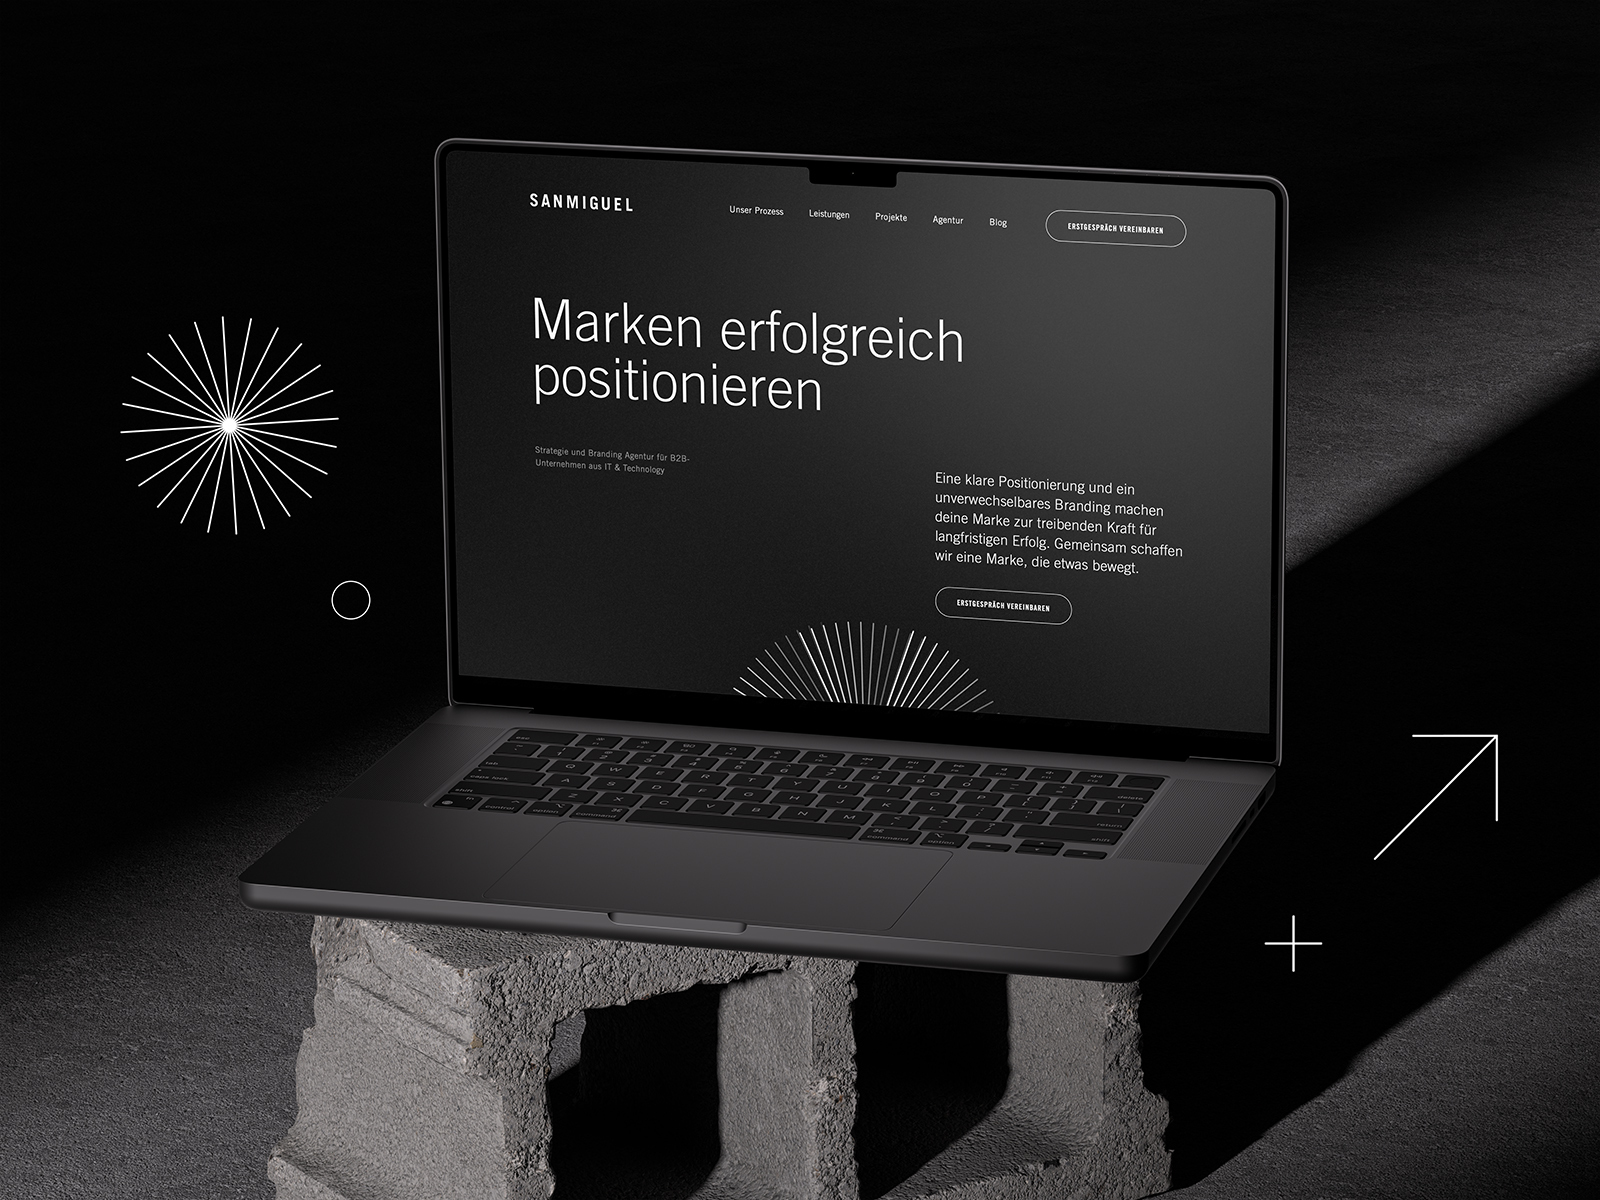 SANMIGUEL
Unser Prozess
Leistungen
Projekte
Agentur
Blog
ERSTGESPRÄCH VEREINBAREN
Marken erfolgreich
positionieren
Strategie und Branding Agentur für B2B-
Unternehmen aus IT & Technology
Eine klare Positionierung und ein
unverwechselbares Branding machen
deine Marke zur treibenden Kraft für
langfristigen Erfolg. Gemeinsam schaffen
wir eine Marke, die etwas bewegt.
ERSTGESPRÄCH VEREINBAREN